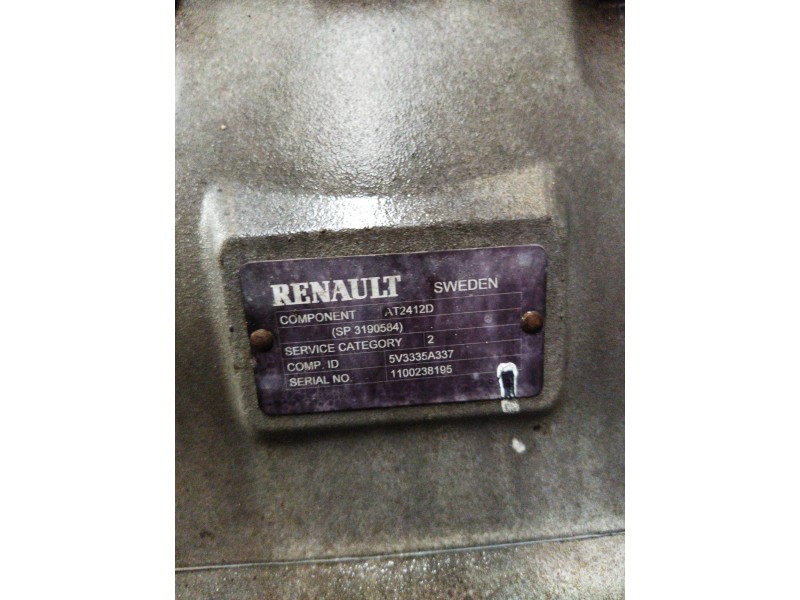 RENAULT SWEDEN
COMPONENT AT2412D
(SP 3190584)
SERVICE CATEGORY 2
COMP. ID 5V3335A337
SERIAL NO. 1100238195